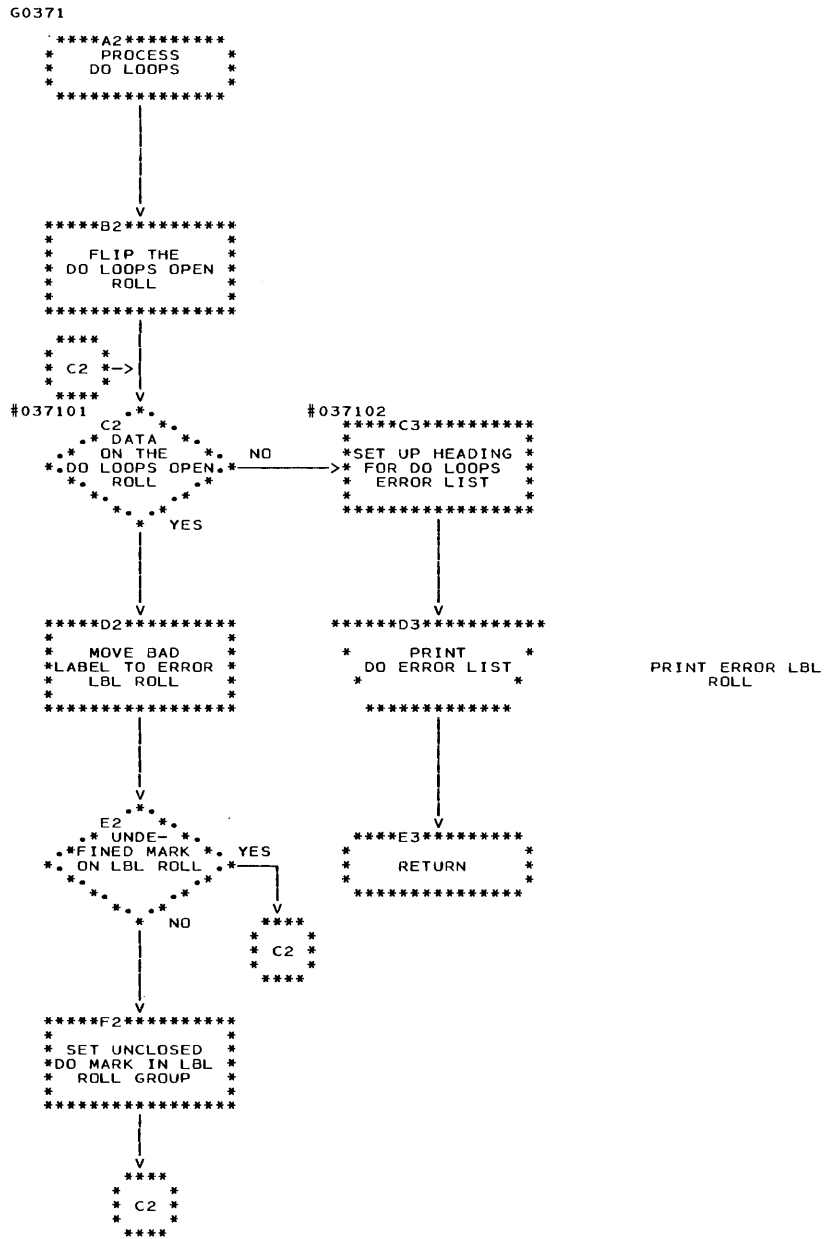 G0371
A2
PROCESS
DO LOOPS
B2
FLIP THE
DO LOOPS OPEN
ROLL
C2
#037101
C2
DATA
ON THE
DO LOOPS OPEN
ROLL
NO
YES
#037102
C3
SET UP HEADING
FOR DO LOOPS
ERROR LIST
D2
MOVE BAD
LABEL TO ERROR
LBL ROLL
D3
PRINT
DO ERROR LIST
PRINT ERROR LBL
ROLL
E2
UNDE-
FINED MARK
ON LBL ROLL
YES
NO
C2
E3
RETURN
F2
SET UNCLOSED
DO MARK IN LBL
ROLL GROUP
C2